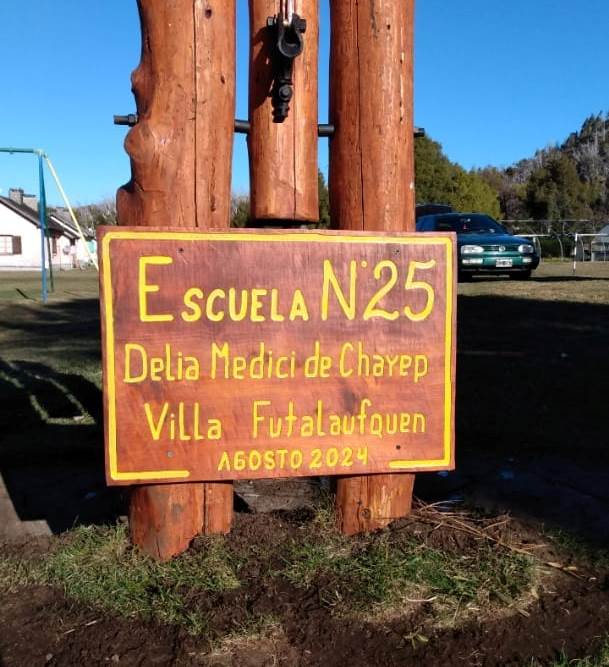 ESCUELA N°25
Delia Medici de Chayep
Villa Futalaufquen
AGOSTO 2024